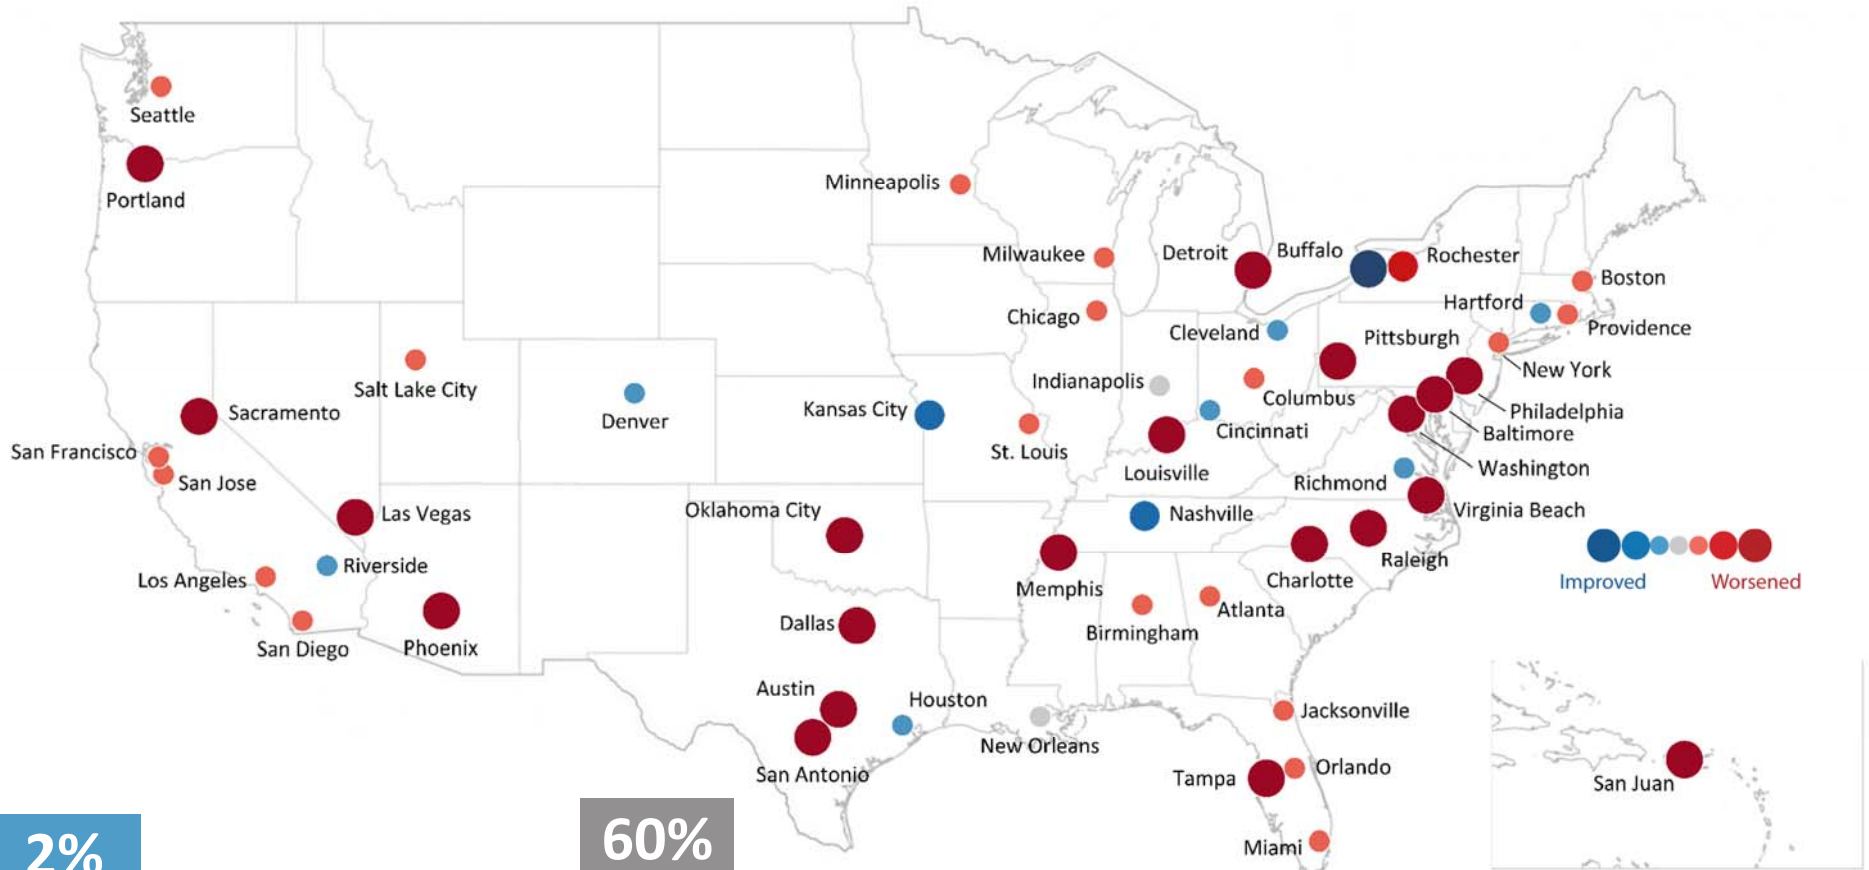 Seattle
Portland
Minneapolis
Milwaukee
Detroit
Buffalo
Rochester
Boston
Hartford
Providence
Chicago
Cleveland
Pittsburgh
New York
Salt Lake City
Denver
Kansas City
Indianapolis
Columbus
Philadelphia
Baltimore
Washington
Sacramento
San Francisco
San Jose
St. Louis
Cincinnati
Louisville
Richmond
Virginia Beach
Las Vegas
Oklahoma City
Nashville
Raleigh
Charlotte
Memphis
Riverside
Los Angeles
San Diego
Phoenix
Dallas
Birmingham
Atlanta
Improved
Worsened
Austin
Houston
San Antonio
New Orleans
Jacksonville
Tampa
Orlando
Miami
San Juan
2%
60%